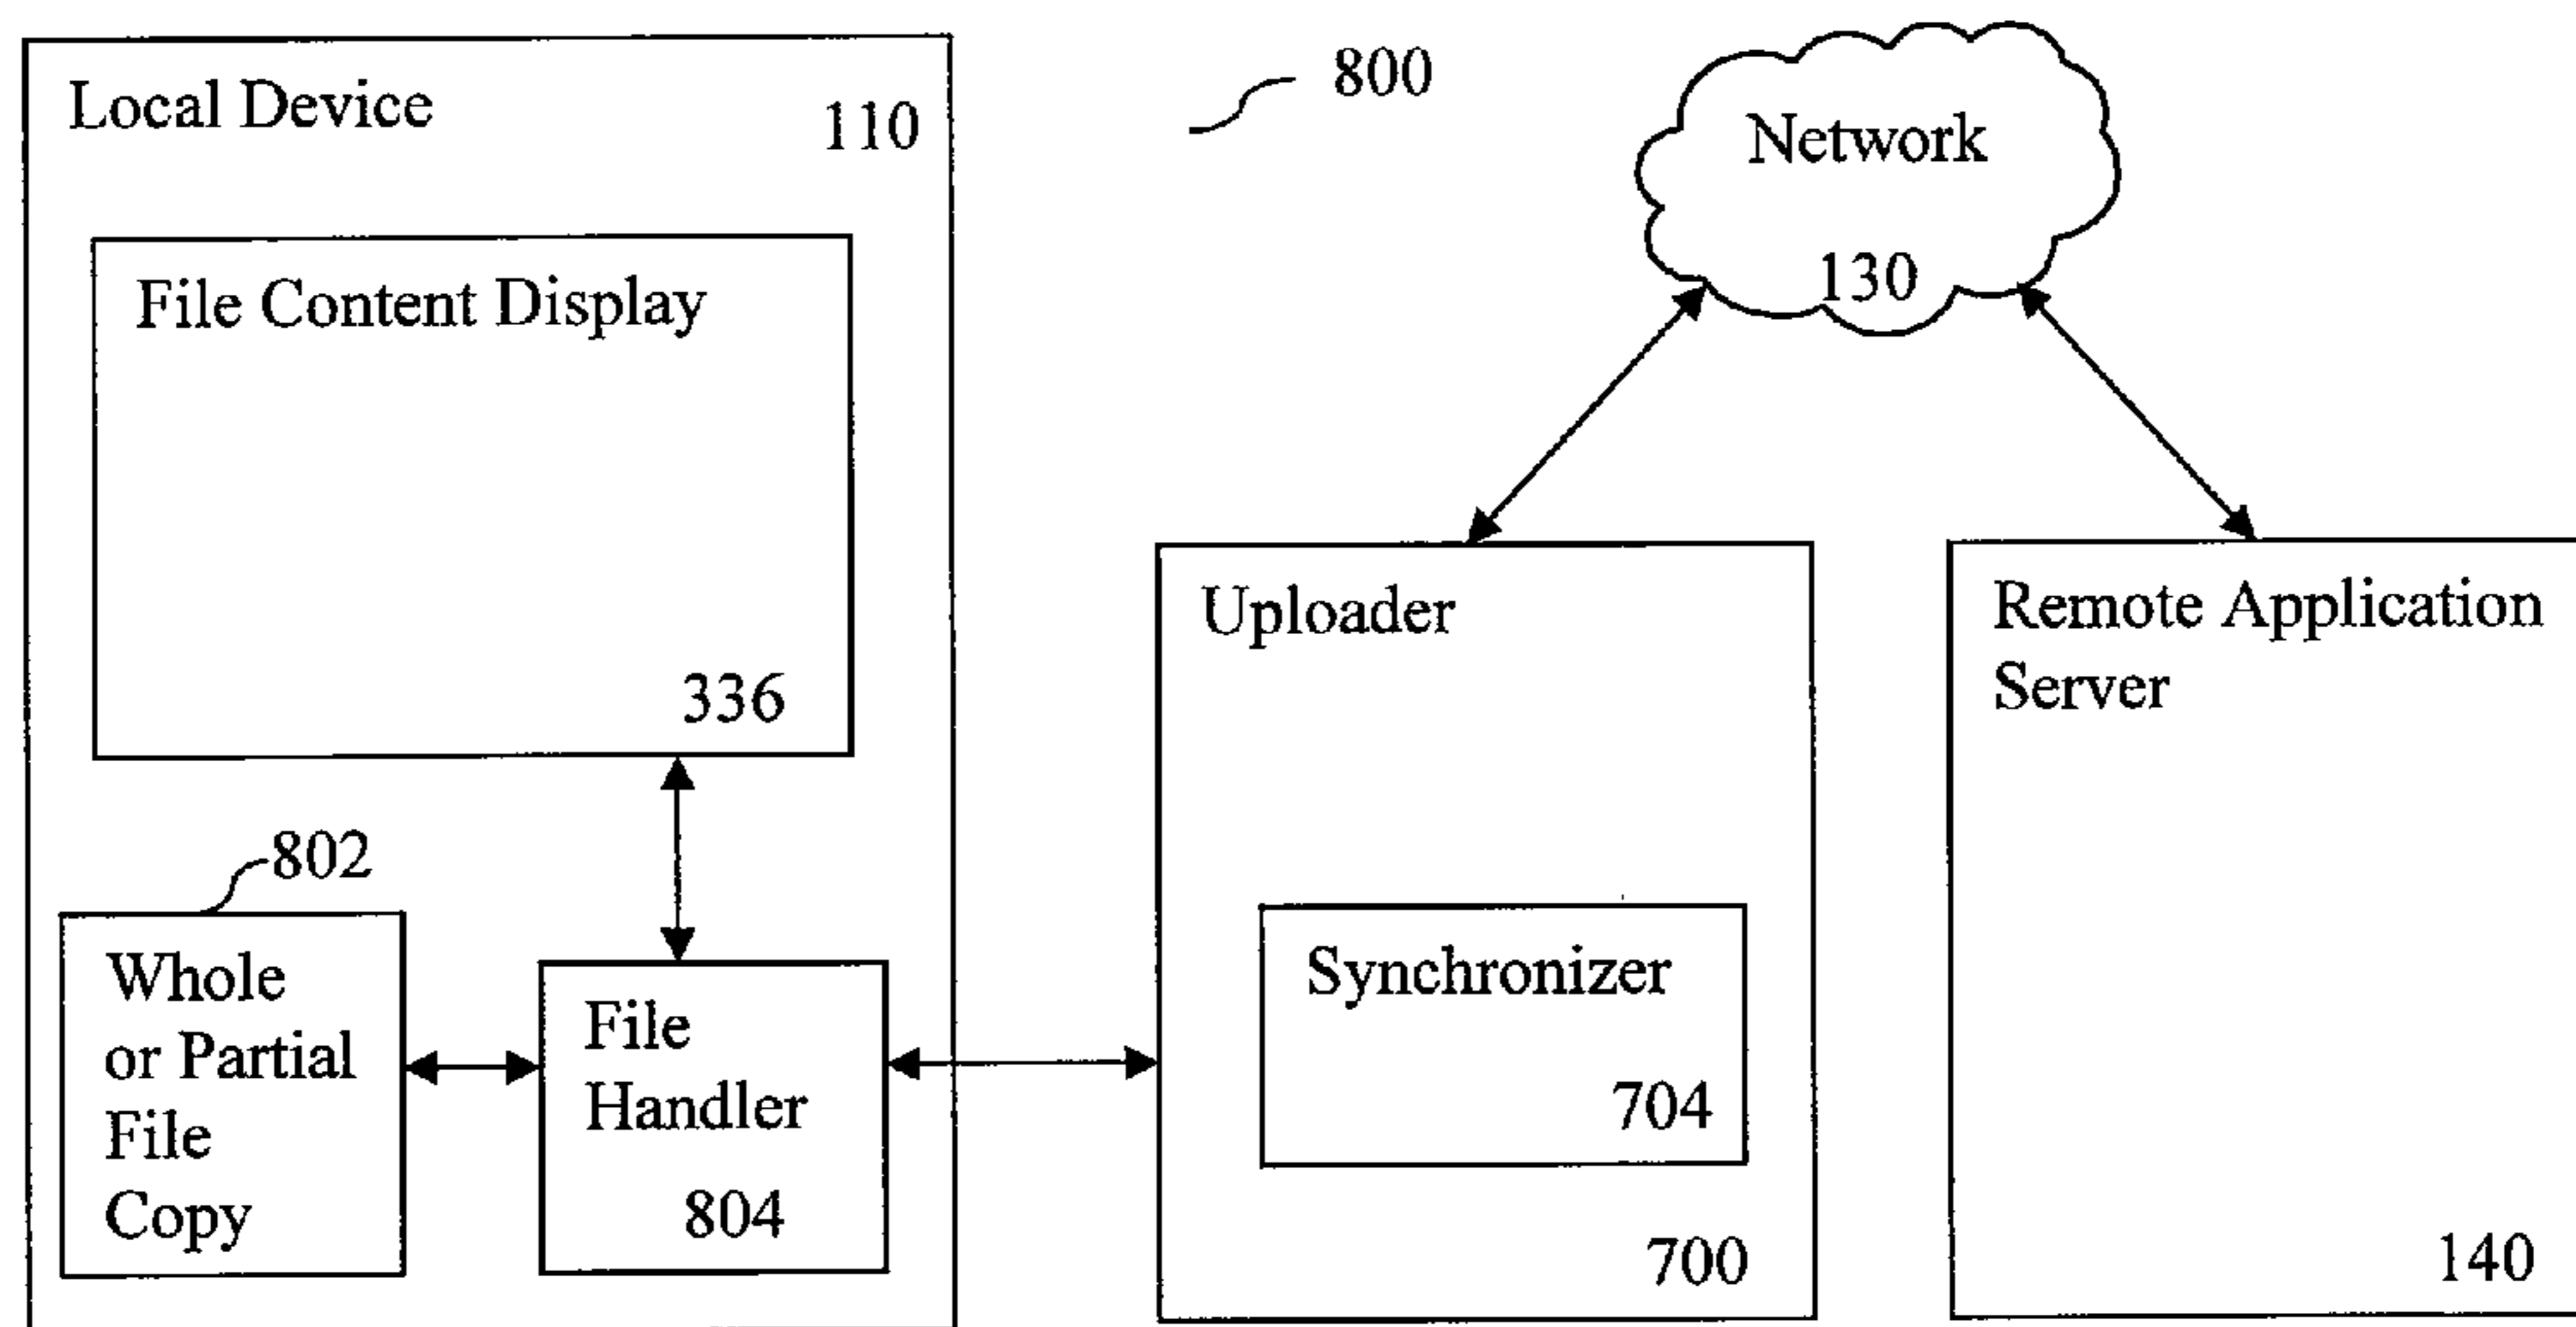 Local Device
110
800
Network
130
File Content Display
336
802
Whole
or Partial
File
Copy
File
Handler
804
Uploader
Synchronizer
704
700
Remote Application
Server
140